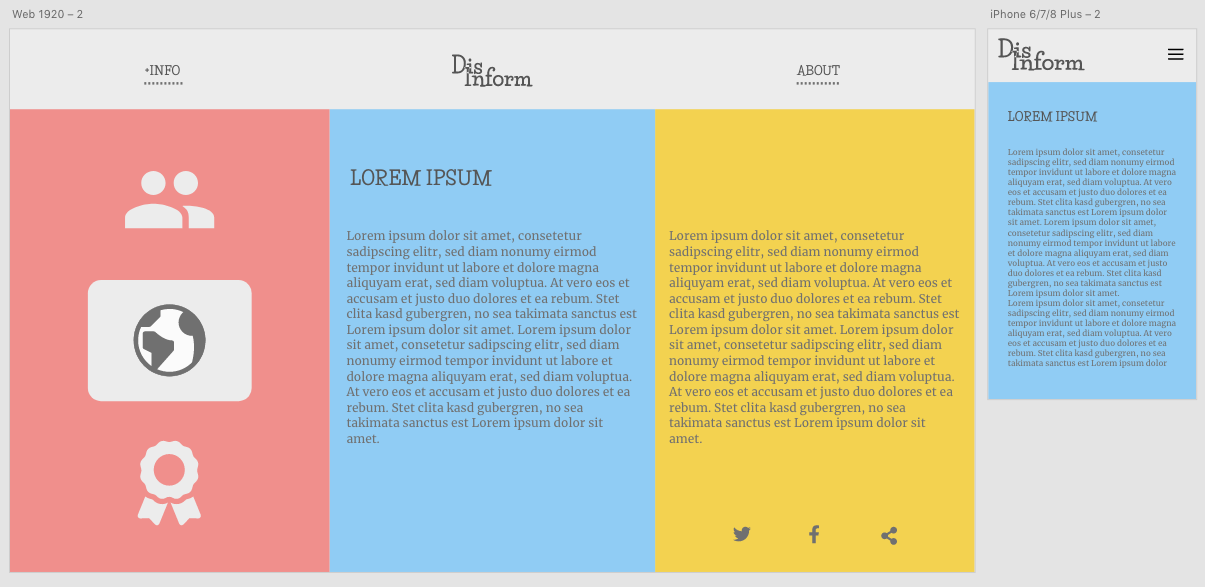 Web 1920 – 2
iPhone 6/7/8 Plus – 2
+INFO
Dis
Inform
ABOUT
LOREM IPSUM
Lorem ipsum dolor sit amet, consetetur
sadipscing elitr, sed diam nonumy eirmod
tempor invidunt ut labore et dolore magna
aliquyam erat, sed diam voluptua. At vero eos et
accusam et justo duo dolores et ea rebum. Stet
clita kasd gubergren, no sea takimata sanctus est
Lorem ipsum dolor sit amet. Lorem ipsum dolor
sit amet, consetetur sadipscing elitr, sed diam
nonumy eirmod tempor invidunt ut labore et
dolore magna aliquyam erat, sed diam voluptua.
At vero eos et accusam et justo duo dolores et ea
rebum. Stet clita kasd gubergren, no sea
takimata sanctus est Lorem ipsum dolor sit
amet.
Lorem ipsum dolor sit amet, consetetur
sadipscing elitr, sed diam nonumy eirmod
tempor invidunt ut labore et dolore magna
aliquyam erat, sed diam voluptua. At vero eos et
accusam et justo duo dolores et ea rebum. Stet
clita kasd gubergren, no sea takimata sanctus est
Lorem ipsum dolor sit amet. Lorem ipsum dolor
sit amet, consetetur sadipscing elitr, sed diam
nonumy eirmod tempor invidunt ut labore et
dolore magna aliquyam erat, sed diam voluptua.
At vero eos et accusam et justo duo dolores et ea
rebum. Stet clita kasd gubergren, no sea
takimata sanctus est Lorem ipsum dolor sit
amet.
Dis
Inform
LOREM IPSUM
Lorem ipsum dolor sit amet, consetetur
sadipscing elitr, sed diam nonumy eirmod
tempor invidunt ut labore et dolore magna
aliquyam erat, sed diam voluptua. At vero
eos et accusam et justo duo dolores et ea
rebum. Stet clita kasd gubergren, no sea
takimata sanctus est Lorem ipsum dolor
sit amet. Lorem ipsum dolor sit amet,
consetetur sadipscing elitr, sed diam
nonumy eirmod tempor invidunt ut labore
et dolore magna aliquyam erat, sed diam
voluptua. At vero eos et accusam et justo
duo dolores et ea rebum. Stet clita kasd
gubergren, no sea takimata sanctus est
Lorem ipsum dolor sit amet.
Lorem ipsum dolor sit amet, consetetur
sadipscing elitr, sed diam nonumy eirmod
tempor invidunt ut labore et dolore magna
aliquyam erat, sed diam voluptua. At vero
eos et accusam et justo duo dolores et ea
rebum. Stet clita kasd gubergren, no sea
takimata sanctus est Lorem ipsum dolor